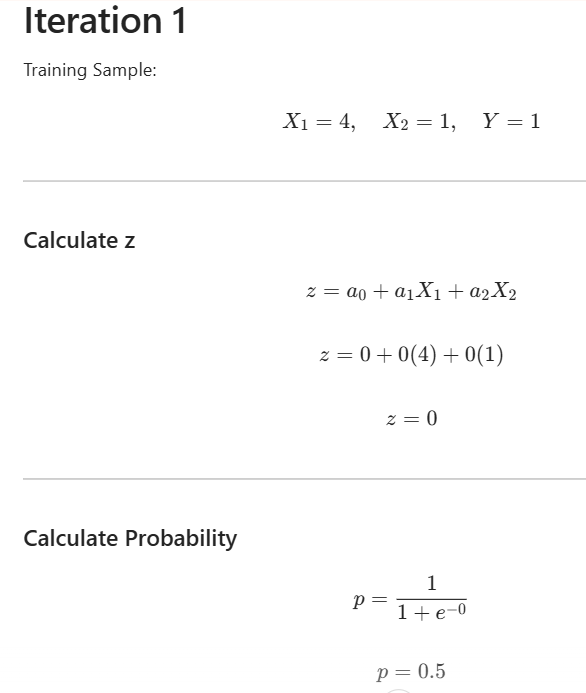 Iteration 1
Training Sample:
X₁ = 4, X₂ = 1, Y = 1
Calculate z
z = a₀ + a₁X₁ + a₂X₂
z = 0 + 0(4) + 0(1)
z = 0
Calculate Probability
p = 1 / (1 + e⁻⁰)
p = 0.5